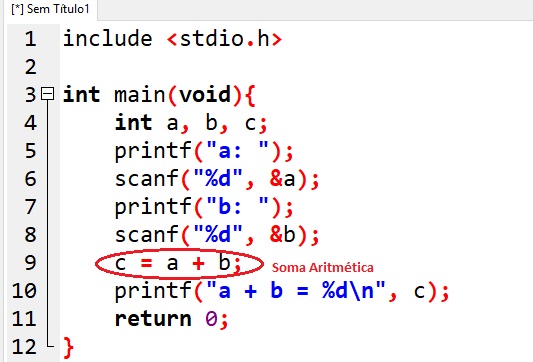 [*] Sem Título1
1 include <stdio.h>
2
3 int main(void){
4 int a, b, c;
5 printf("a: ");
6 scanf("%d", &a);
7 printf("b: ");
8 scanf("%d", &b);
9 c = a + b; Soma Aritmética
10 printf("a + b = %d\n", c);
11 return 0;
12 }